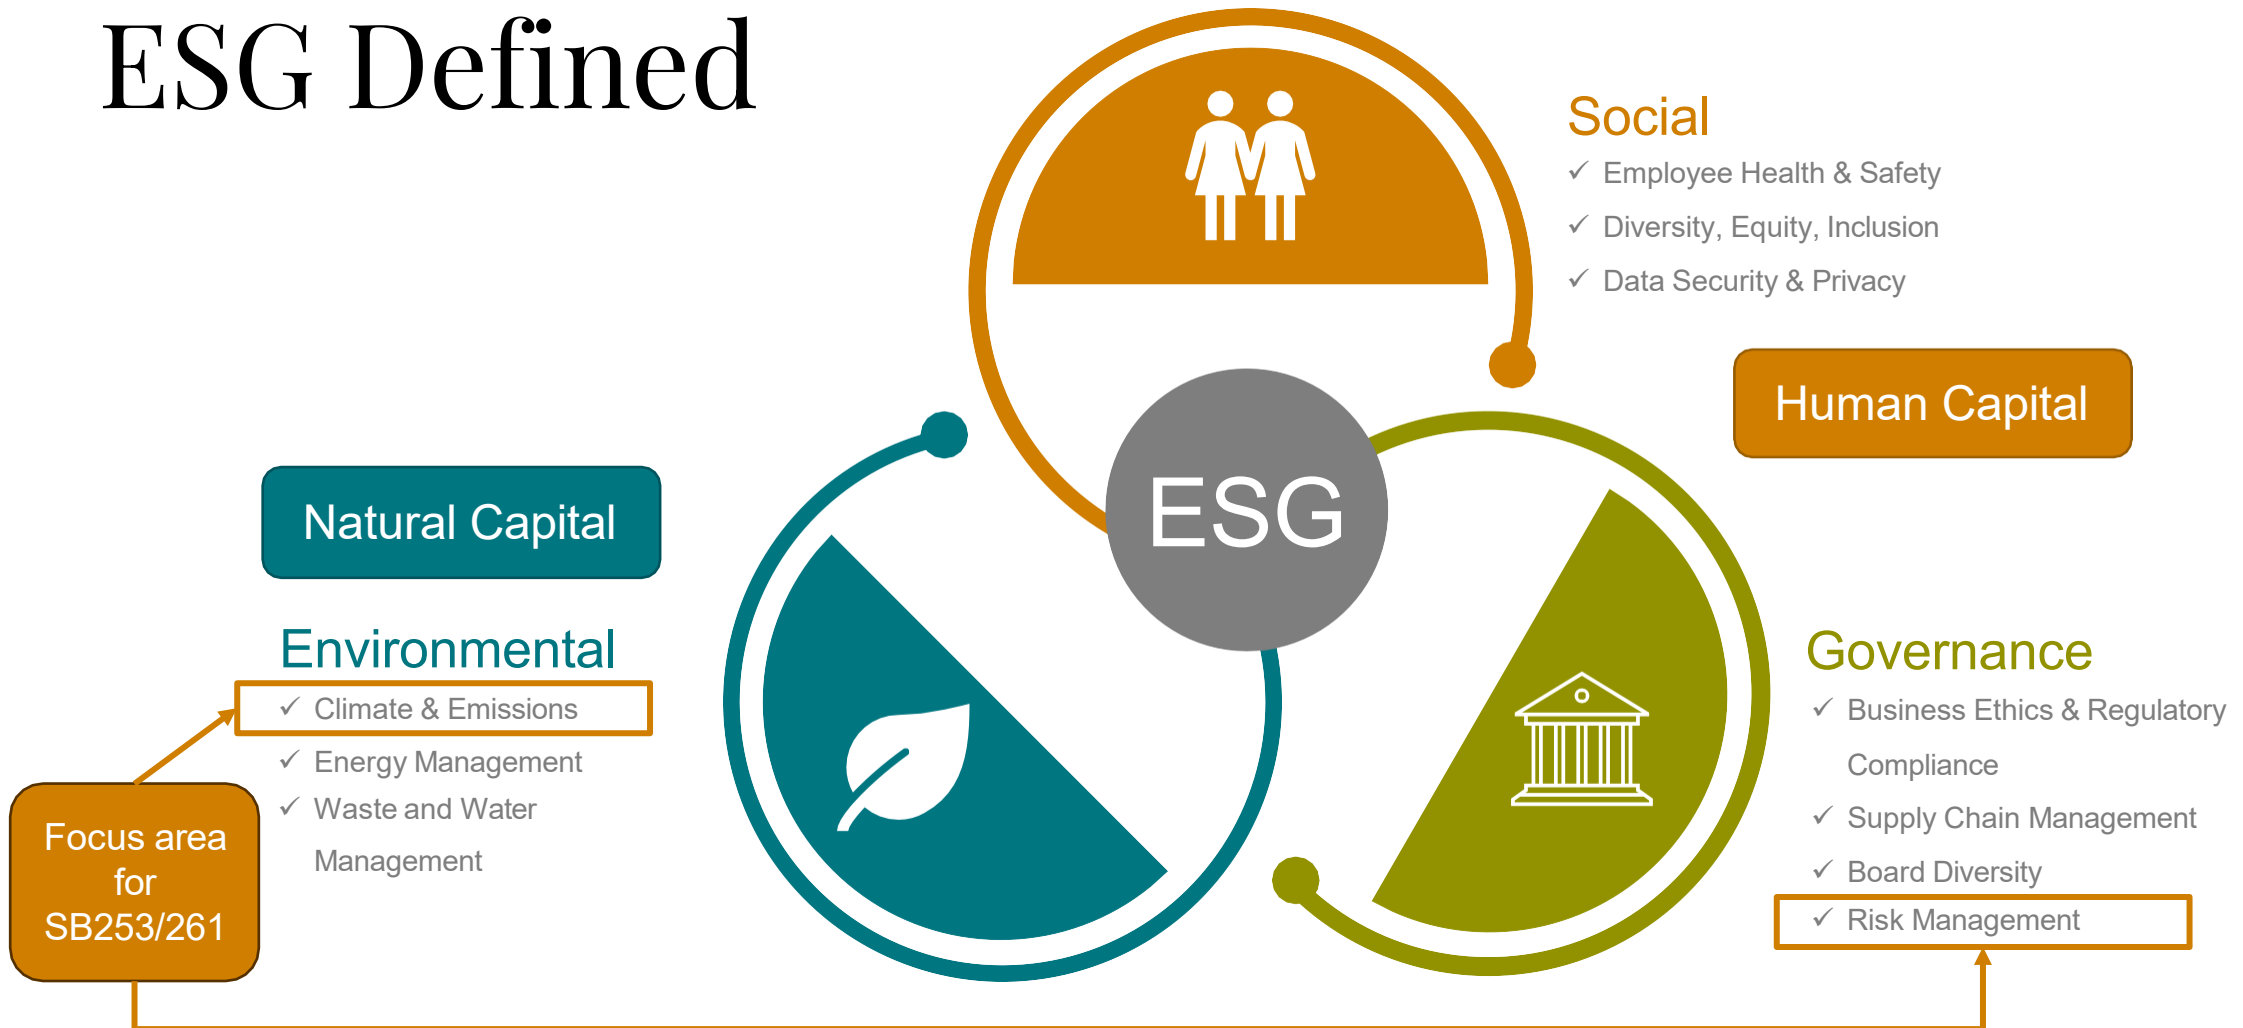 ESG Defined
Social
✓ Employee Health & Safety
✓ Diversity, Equity, Inclusion
✓ Data Security & Privacy
Human Capital
ESG
Natural Capital
Environmental
✓ Climate & Emissions
✓ Energy Management
✓ Waste and Water
Management
Focus area
for
SB253/261
Governance
✓ Business Ethics & Regulatory
Compliance
✓ Supply Chain Management
✓ Board Diversity
✓ Risk Management